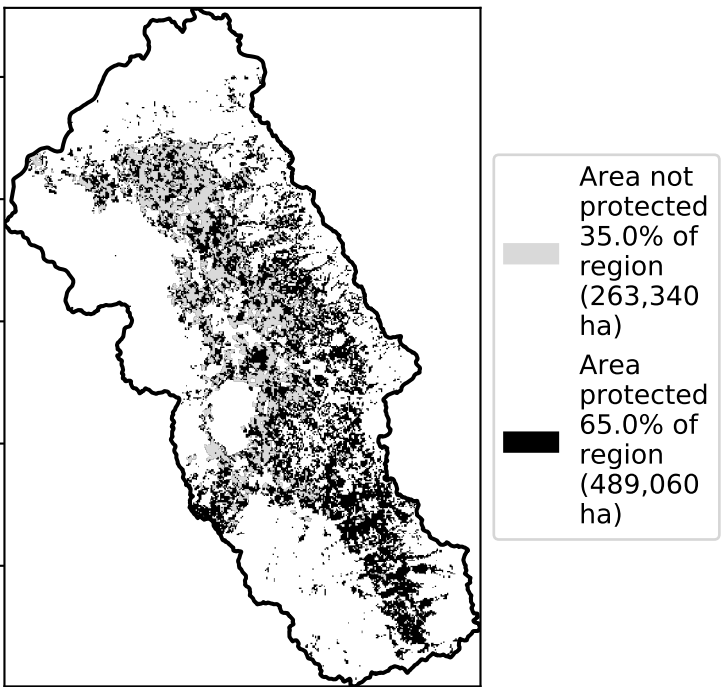 Area not
protected
35.0% of
region
(263,340
ha)
Area
protected
65.0% of
region
(489,060
ha)